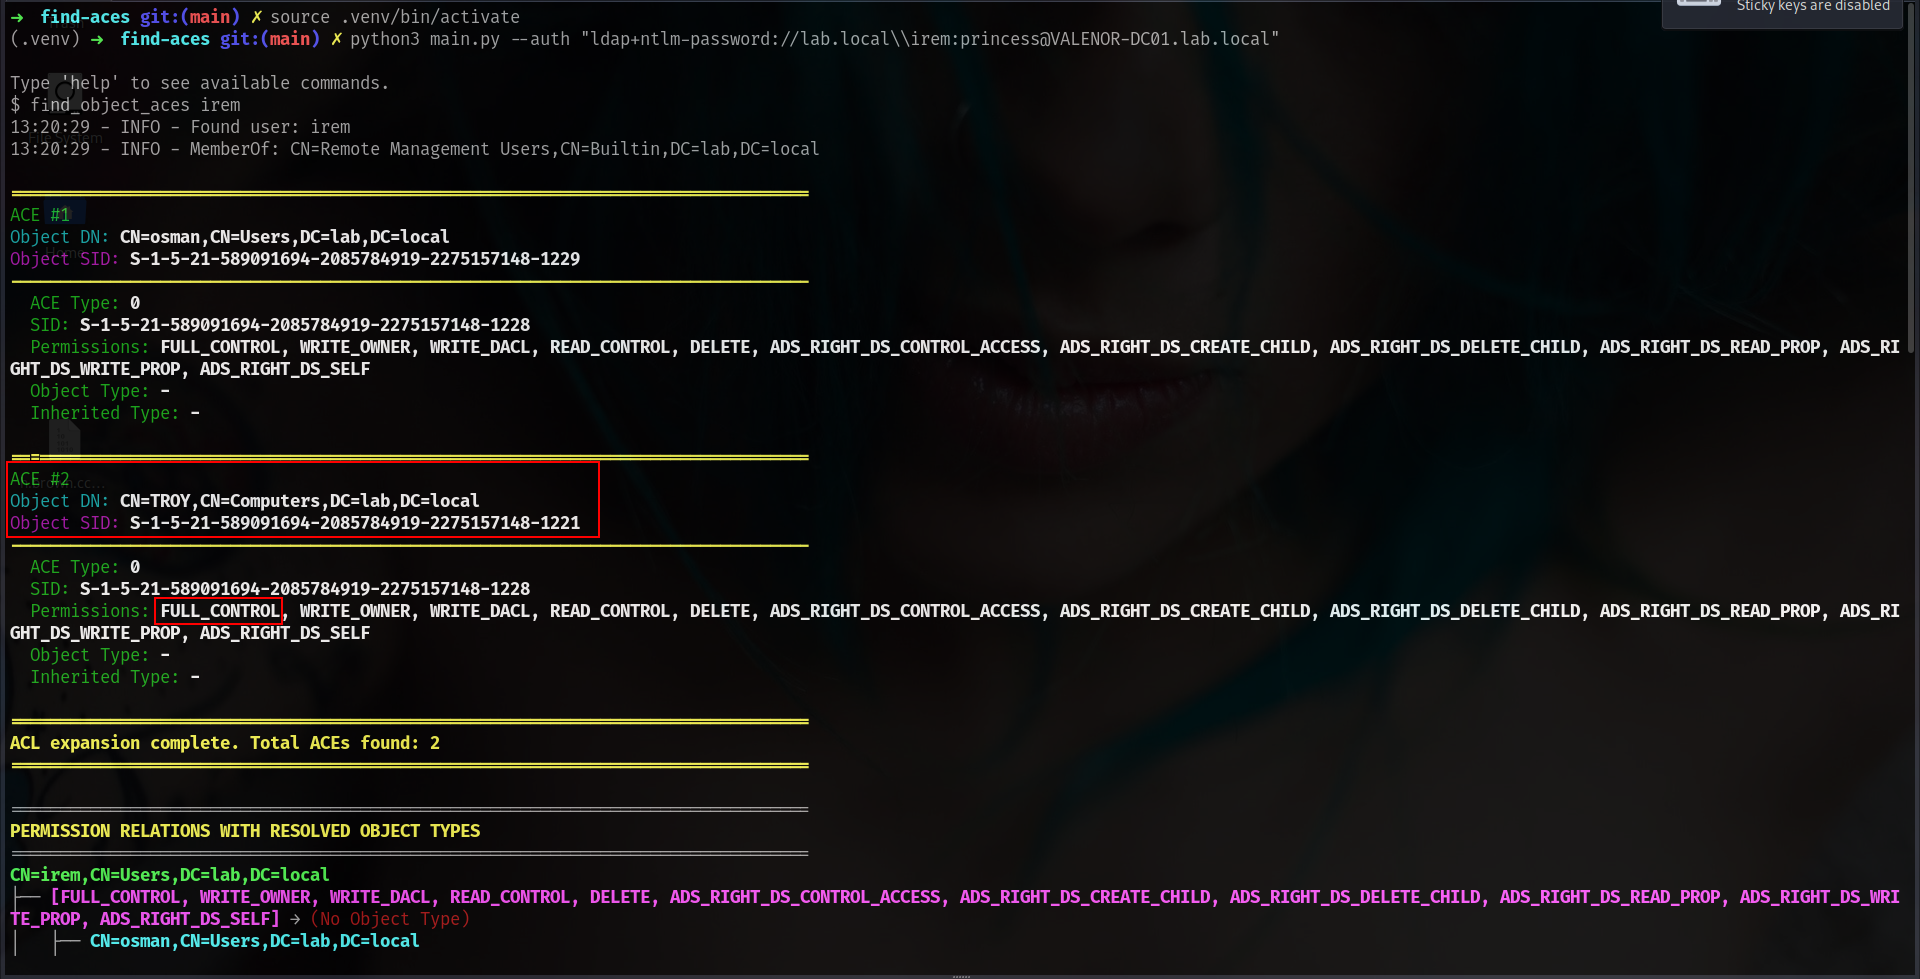 Sticky keys are disabled
➜ find-aces git:(main) ✗ source .venv/bin/activate
(.venv) ➜ find-aces git:(main) ✗ python3 main.py --auth "ldap+ntlm-password://lab.local\\irem:princess@VALENOR-DC01.lab.local"
Type 'help' to see available commands.
$ find_object_aces irem
13:20:29 - INFO - Found user: irem
13:20:29 - INFO - MemberOf: CN=Remote Management Users,CN=Builtin,DC=lab,DC=local
ACE #1
Object DN: CN=osman,CN=Users,DC=lab,DC=local
Object SID: S-1-5-21-589091694-2085784919-2275157148-1229
ACE Type: 0
SID: S-1-5-21-589091694-2085784919-2275157148-1228
Permissions: FULL_CONTROL, WRITE_OWNER, WRITE_DACL, READ_CONTROL, DELETE, ADS_RIGHT_DS_CONTROL_ACCESS, ADS_RIGHT_DS_CREATE_CHILD, ADS_RIGHT_DS_DELETE_CHILD, ADS_RIGHT_DS_READ_PROP, ADS_RI
GHT_DS_WRITE_PROP, ADS_RIGHT_DS_SELF
Object Type: -
Inherited Type: -
ACE #2
Object DN: CN=TROY,CN=Computers,DC=lab,DC=local
Object SID: S-1-5-21-589091694-2085784919-2275157148-1221
ACE Type: 0
SID: S-1-5-21-589091694-2085784919-2275157148-1228
Permissions: FULL_CONTROL, WRITE_OWNER, WRITE_DACL, READ_CONTROL, DELETE, ADS_RIGHT_DS_CONTROL_ACCESS, ADS_RIGHT_DS_CREATE_CHILD, ADS_RIGHT_DS_DELETE_CHILD, ADS_RIGHT_DS_READ_PROP, ADS_RI
GHT_DS_WRITE_PROP, ADS_RIGHT_DS_SELF
Object Type: -
Inherited Type: -
ACL expansion complete. Total ACEs found: 2
PERMISSION RELATIONS WITH RESOLVED OBJECT TYPES
CN=irem,CN=Users,DC=lab,DC=local
├── [FULL_CONTROL, WRITE_OWNER, WRITE_DACL, READ_CONTROL, DELETE, ADS_RIGHT_DS_CONTROL_ACCESS, ADS_RIGHT_DS_CREATE_CHILD, ADS_RIGHT_DS_DELETE_CHILD, ADS_RIGHT_DS_READ_PROP, ADS_RIGHT_DS_WRI
TE_PROP, ADS_RIGHT_DS_SELF] → (No Object Type)
│   ├── CN=osman,CN=Users,DC=lab,DC=local